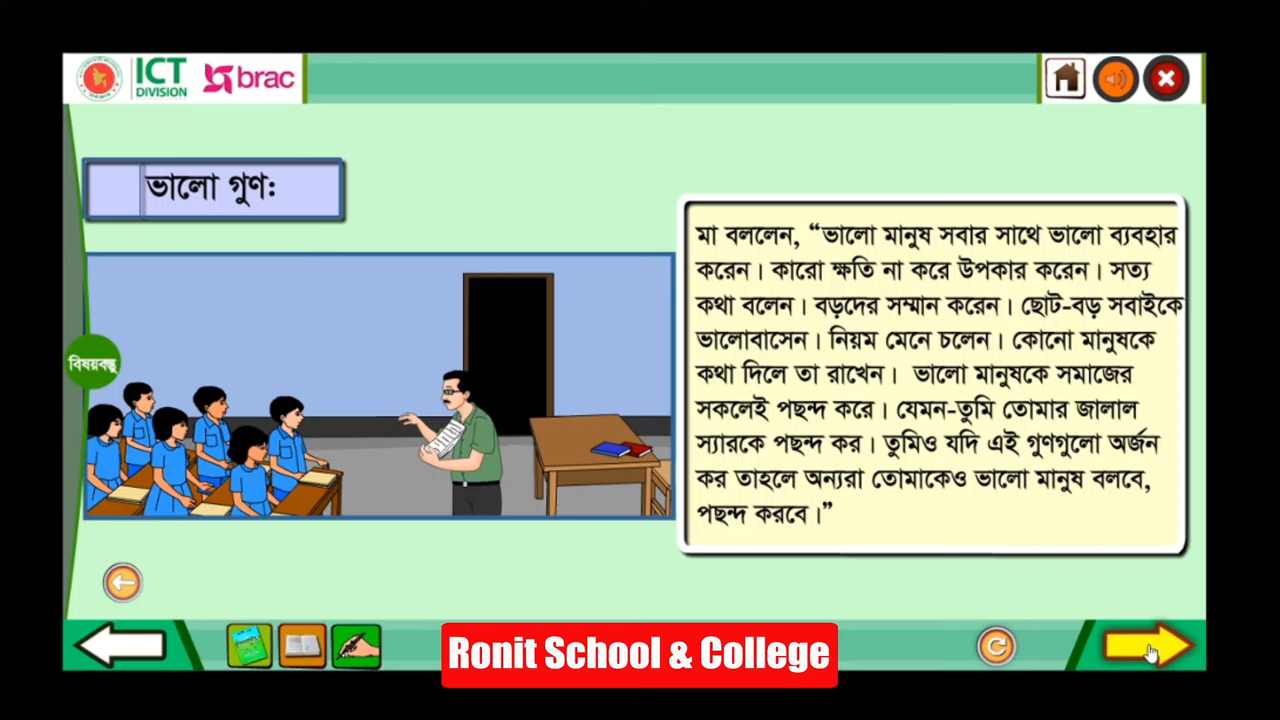 ICT
DIVISION
brac
ভালো গুণ:
মা বললেন, “ভালো মানুষ সবার সাথে ভালো ব্যবহার
করেন। কারো ক্ষতি না করে উপকার করেন। সত্য
কথা বলেন। বড়দের সম্মান করেন। ছোট-বড় সবাইকে
ভালোবাসেন। নিয়ম মেনে চলেন। কোনো মানুষকে
কথা দিলে তা রাখেন। ভালো মানুষকে সমাজের
সকলেই পছন্দ করে। যেমন-তুমি তোমার জালাল
স্যারকে পছন্দ কর। তুমিও যদি এই গুণগুলো অর্জন
কর তাহলে অন্যরা তোমাকেও ভালো মানুষ বলবে,
পছন্দ করবে।”
বিষয়বস্তু
Ronit School & College